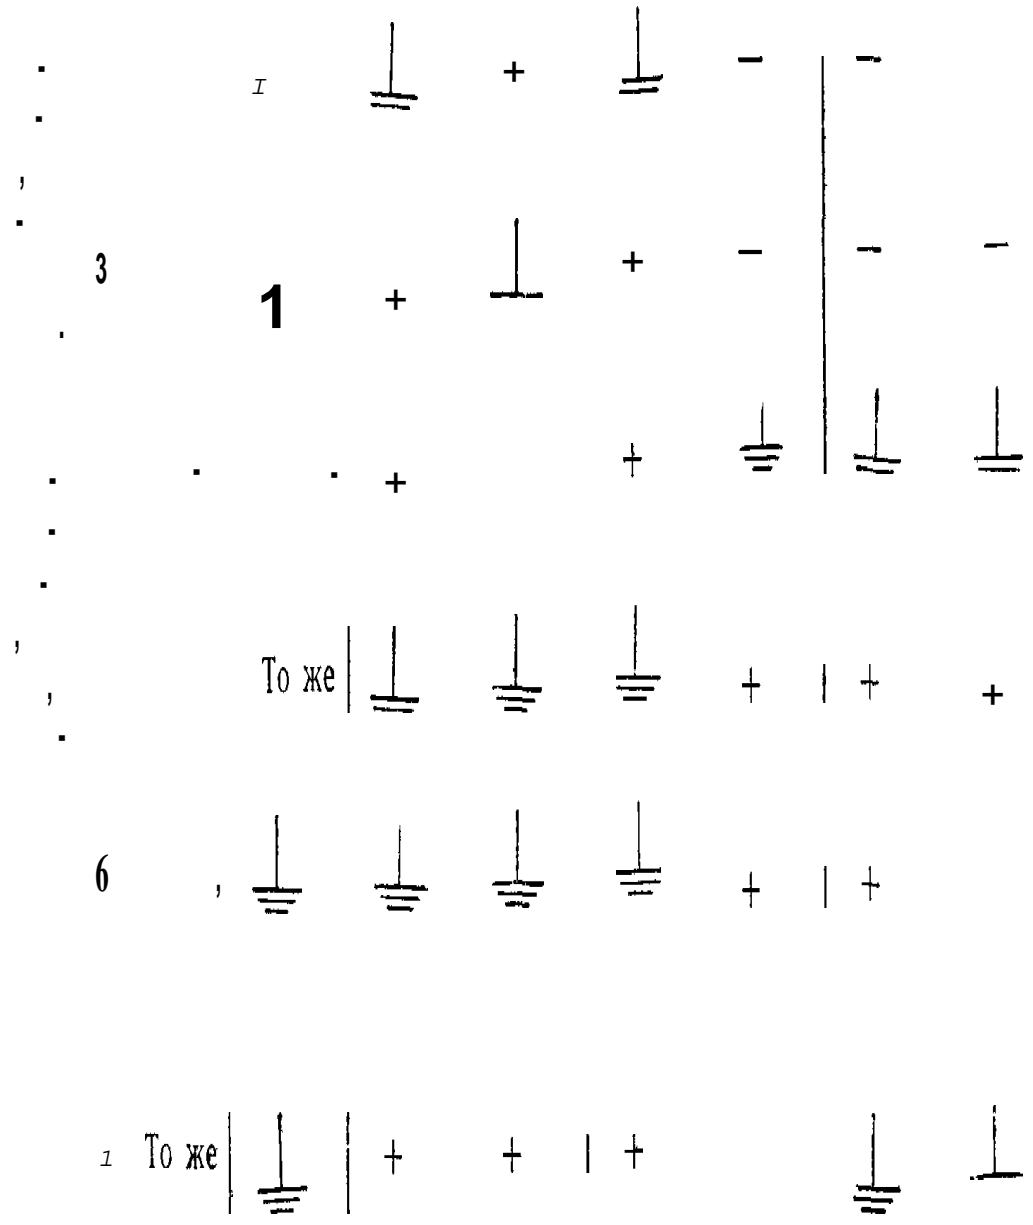 I + - -
3 1 + + - - -
+ +
То же + | + +
6 , + | +
1 То же + + | +